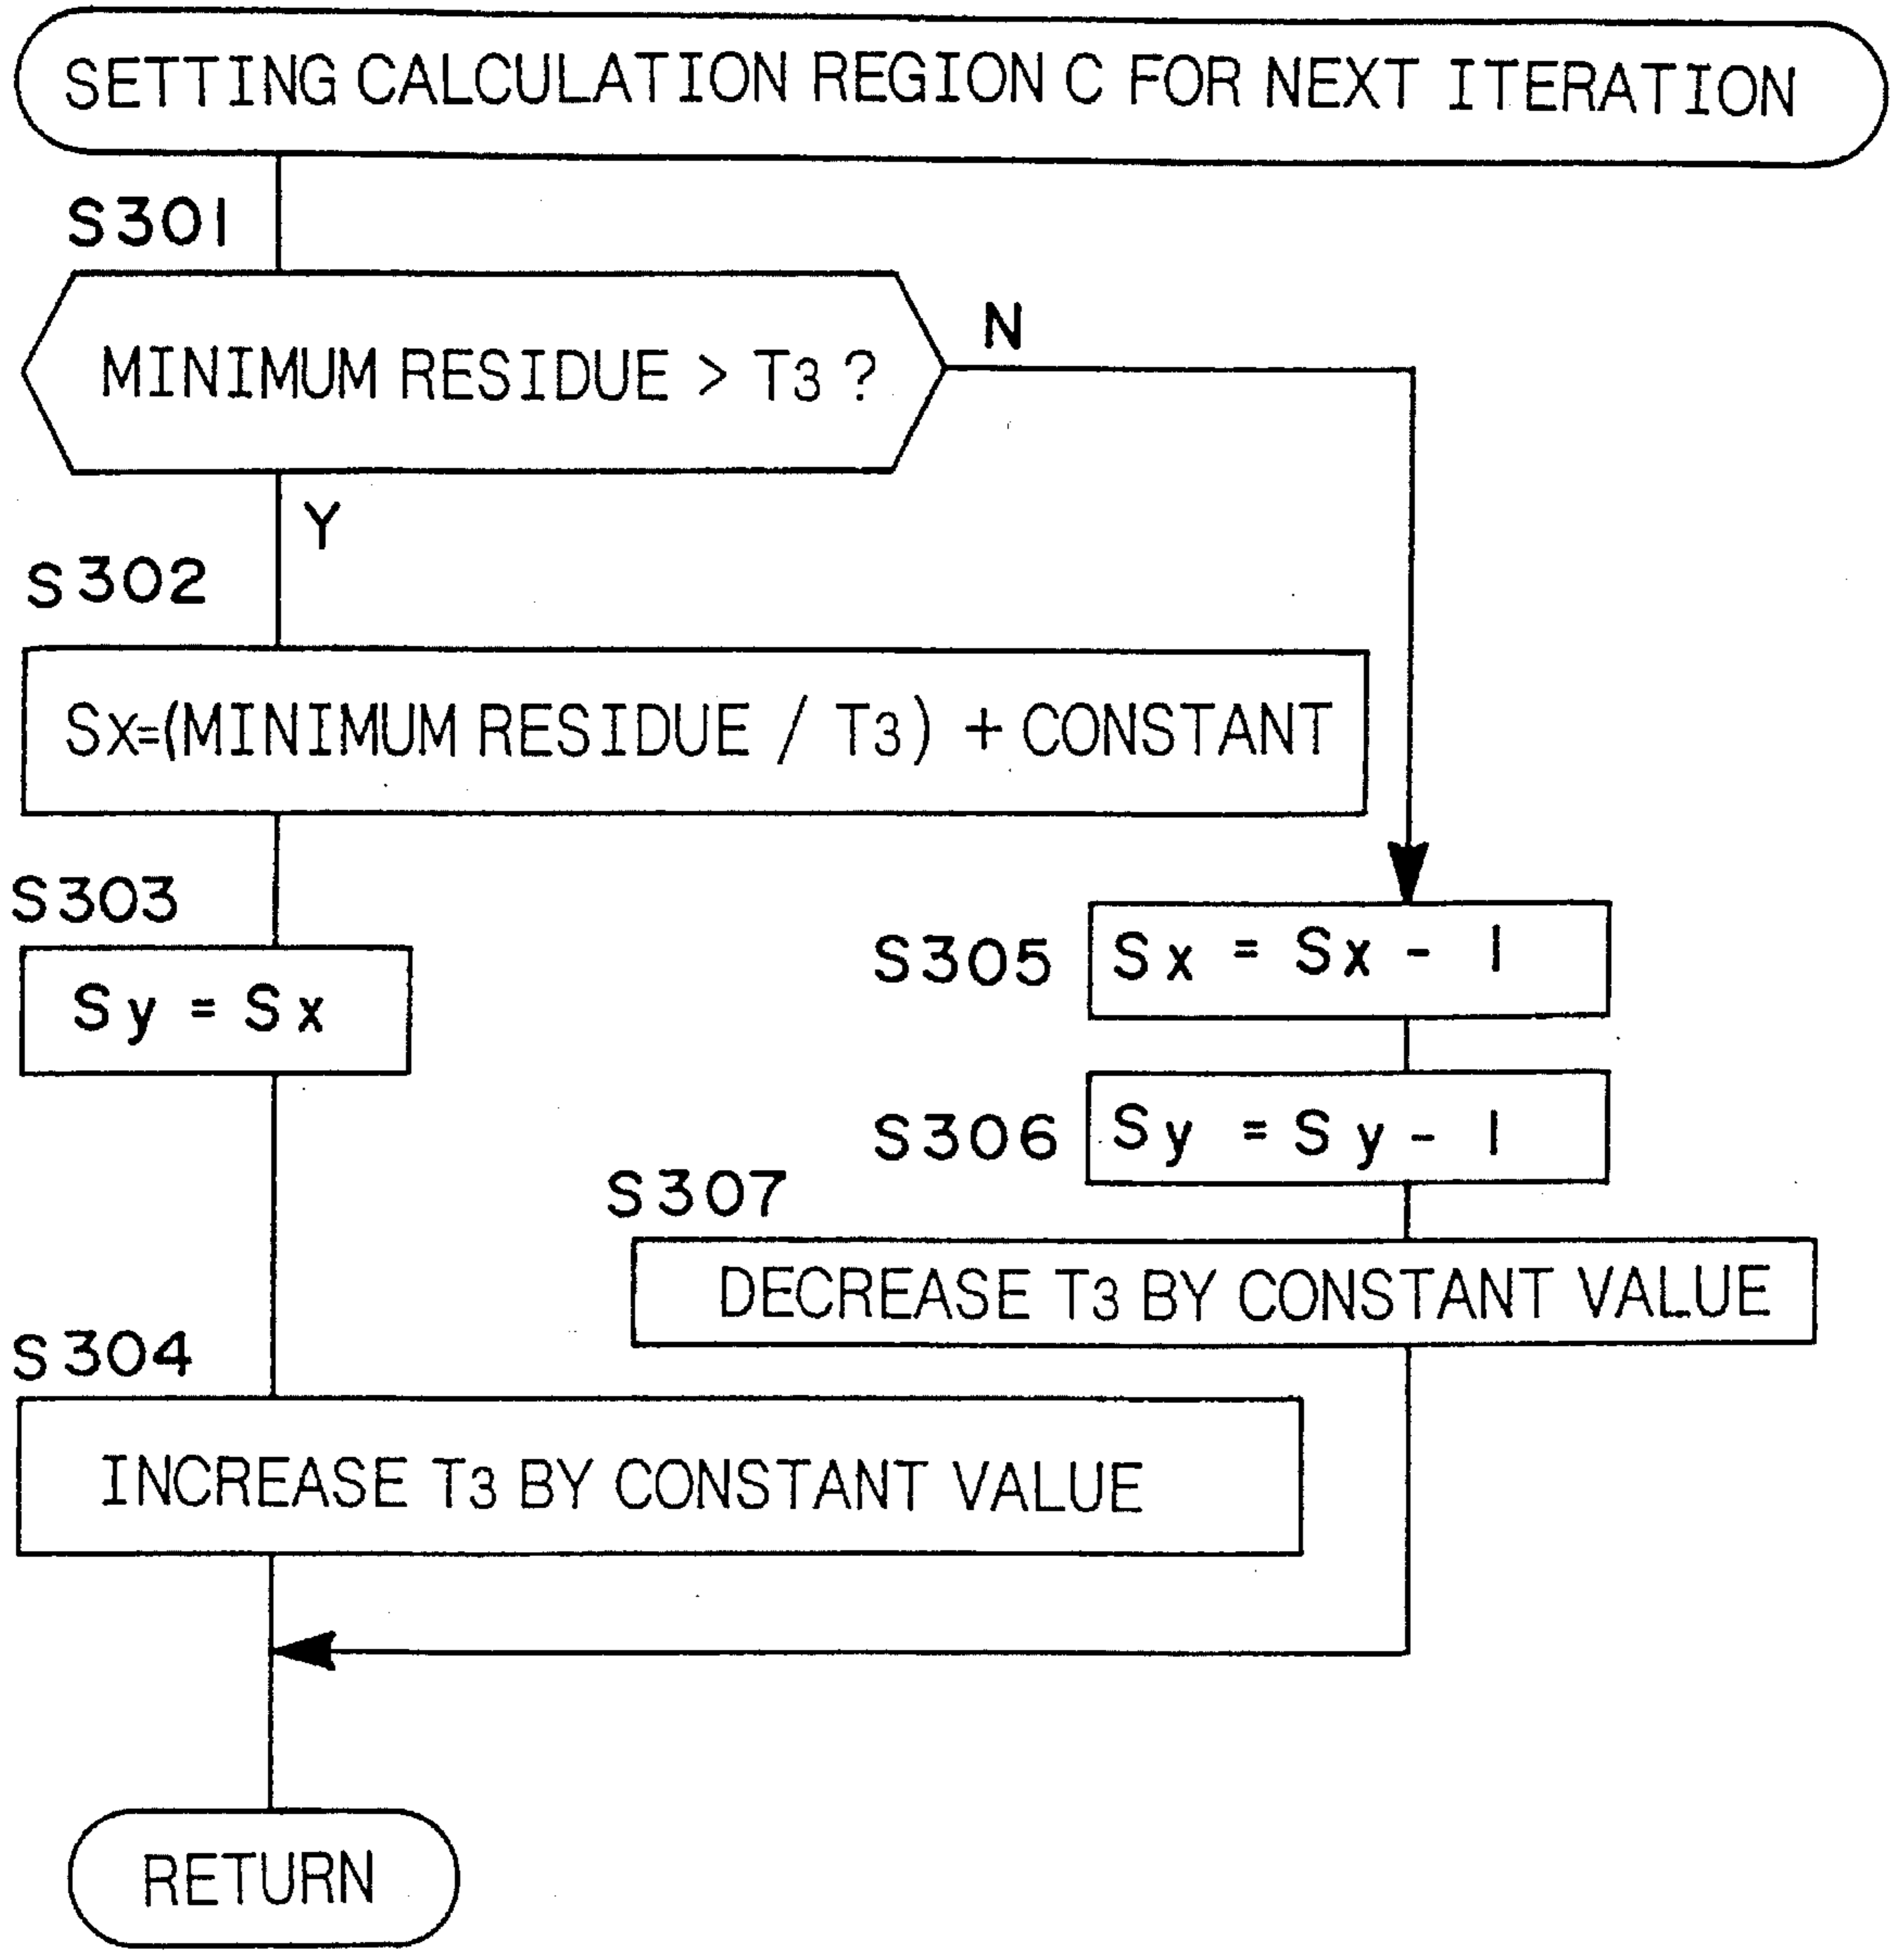 SETTING CALCULATION REGION C FOR NEXT ITERATION
S301
MINIMUM RESIDUE > T3 ?
N
Y
S302
Sx=(MINIMUM RESIDUE / T3) + CONSTANT
S303
Sy = Sx
S305
Sx = Sx - 1
S306
Sy = Sy - 1
S307
DECREASE T3 BY CONSTANT VALUE
S304
INCREASE T3 BY CONSTANT VALUE
RETURN